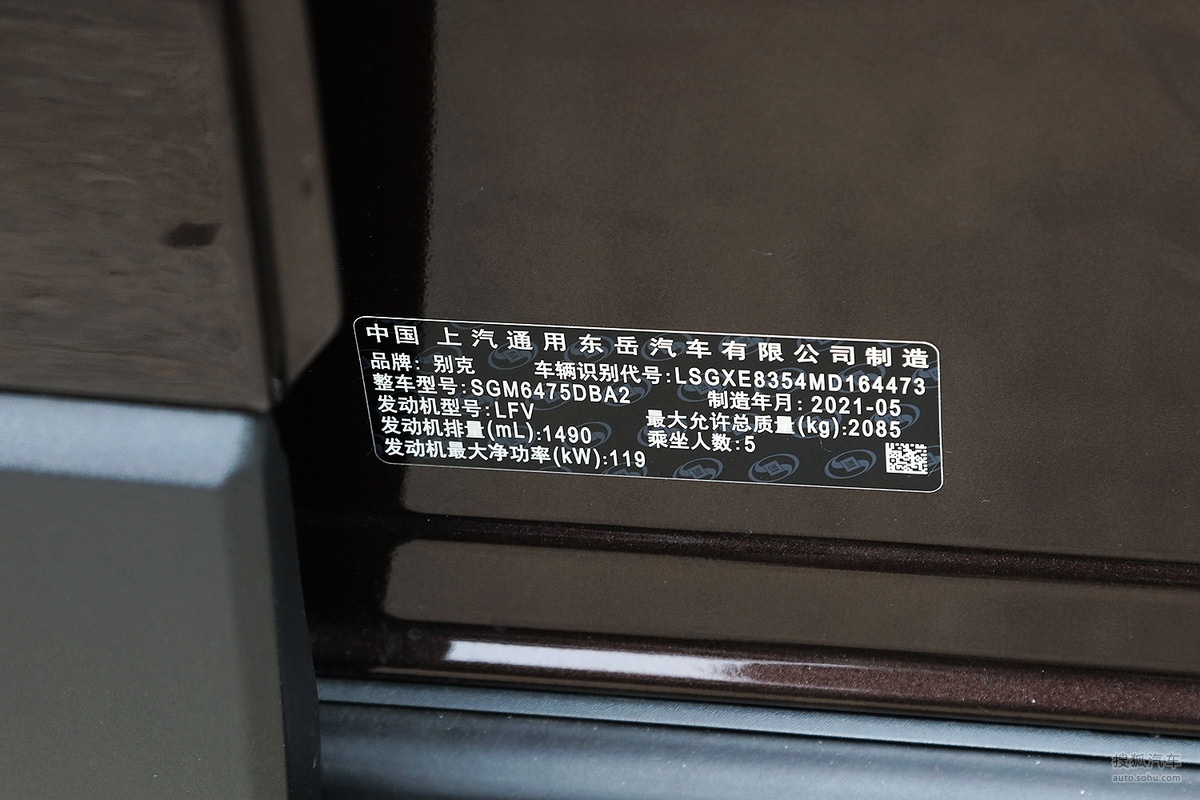 中国 上汽通用东岳汽车有限公司制造
品牌: 别克 车辆识别代号:LSGXE8354MD164473
整车型号:SGM6475DBA2 制造年月: 2021-05
发动机型号:LFV 最大允许总质量(kg):2085
发动机排量(mL):1490 乘坐人数:5
发动机最大净功率(kW):119
搜狐汽车
auto.sohu.com